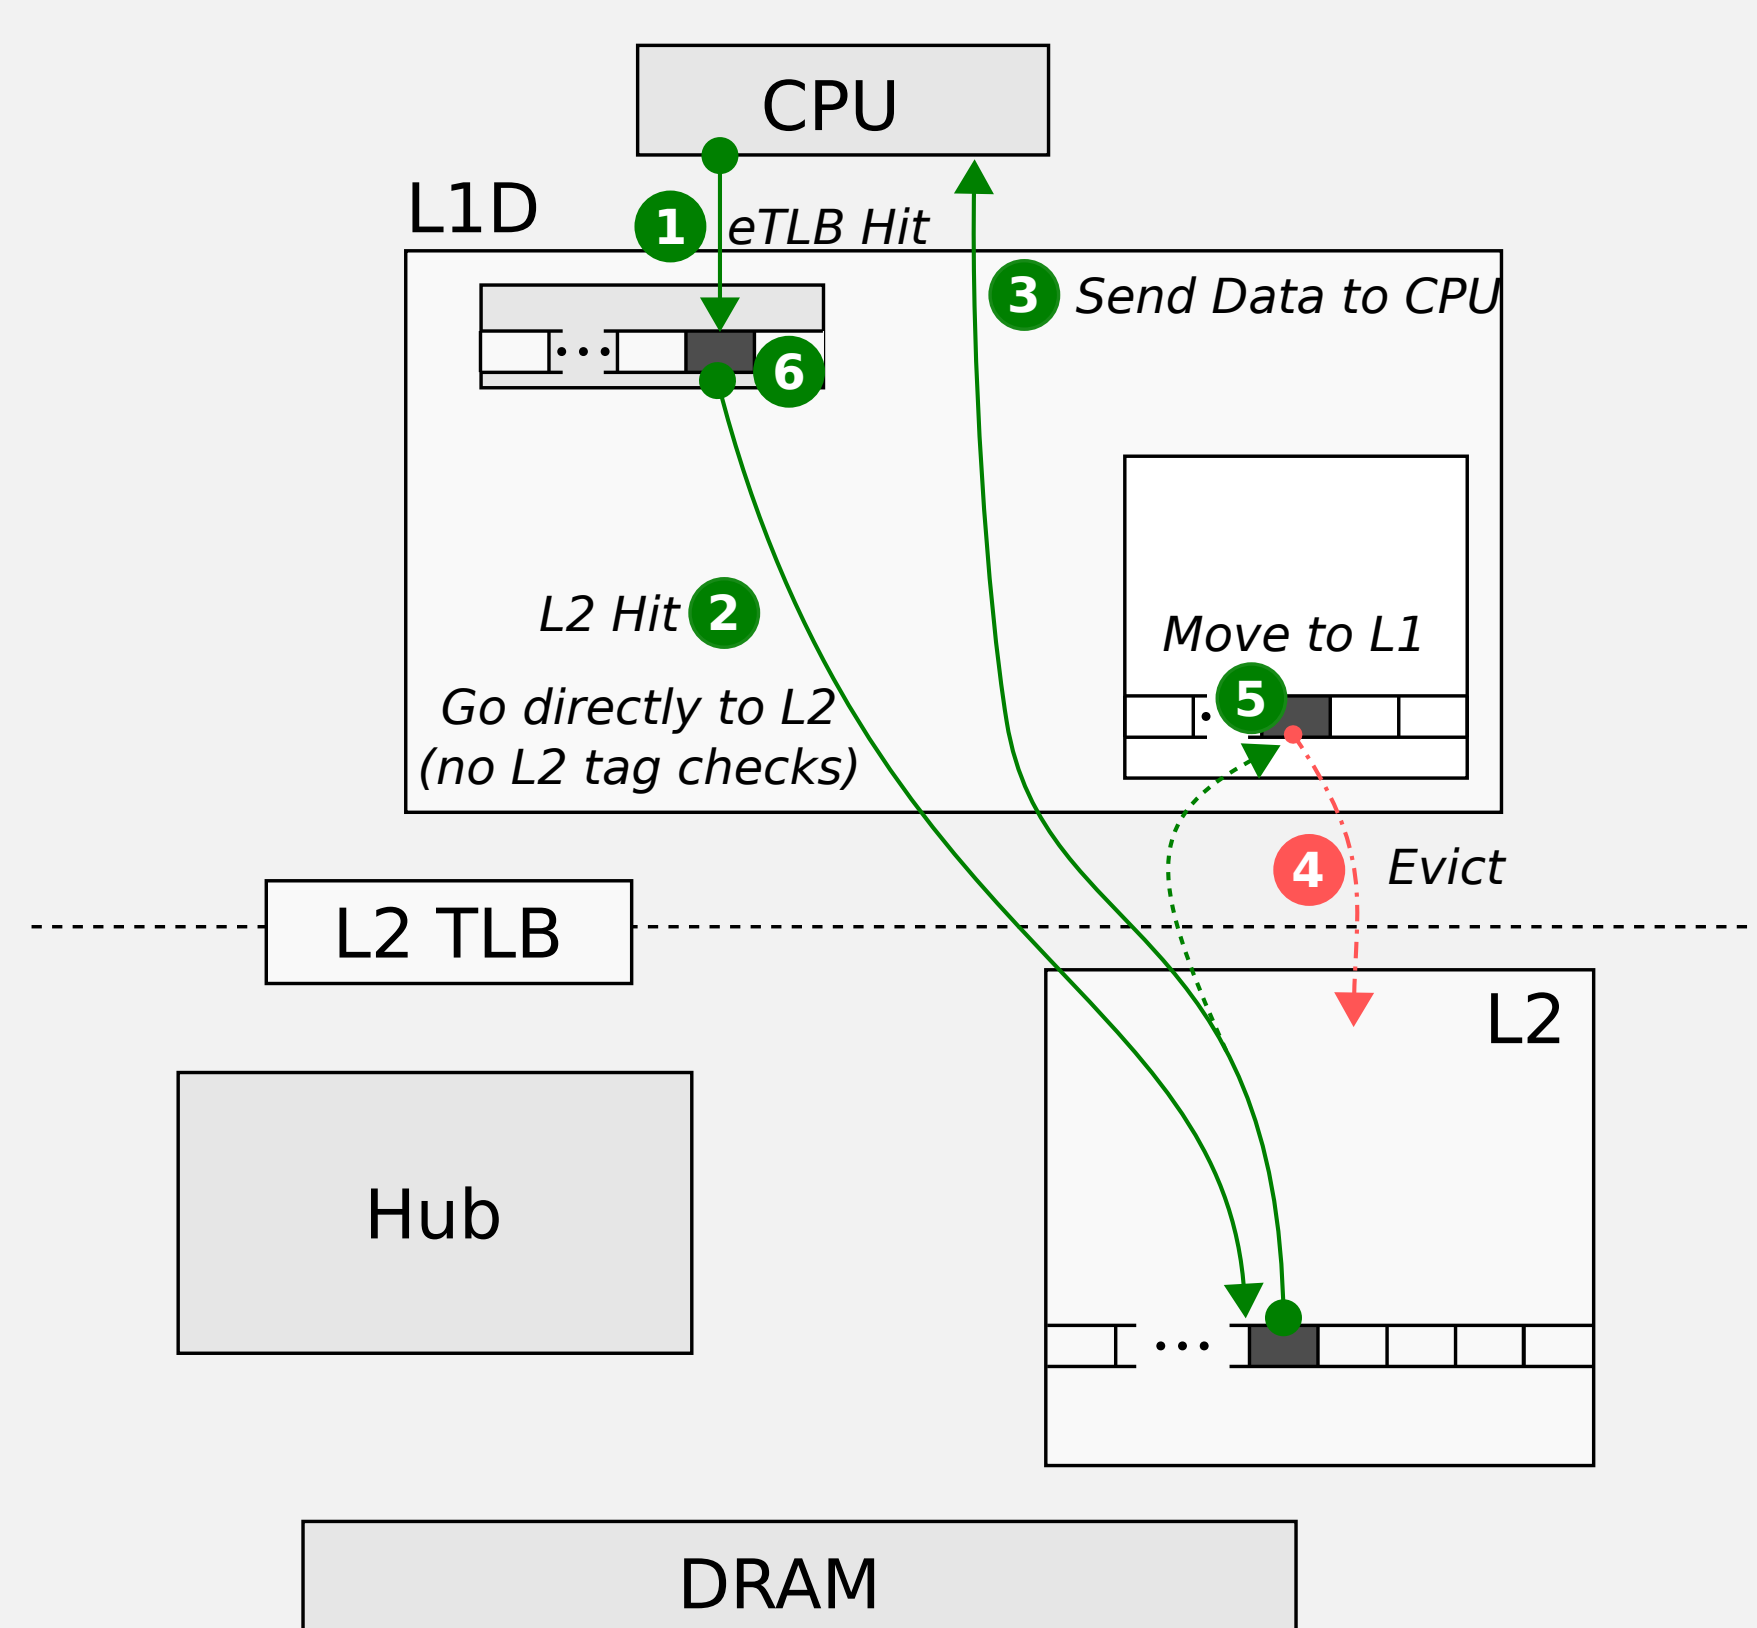 CPU
L1D
1 eTLB Hit
3 Send Data to CPU
6
L2 Hit 2
Move to L1
5
Go directly to L2
(no L2 tag checks)
4 Evict
L2 TLB
L2
Hub
DRAM